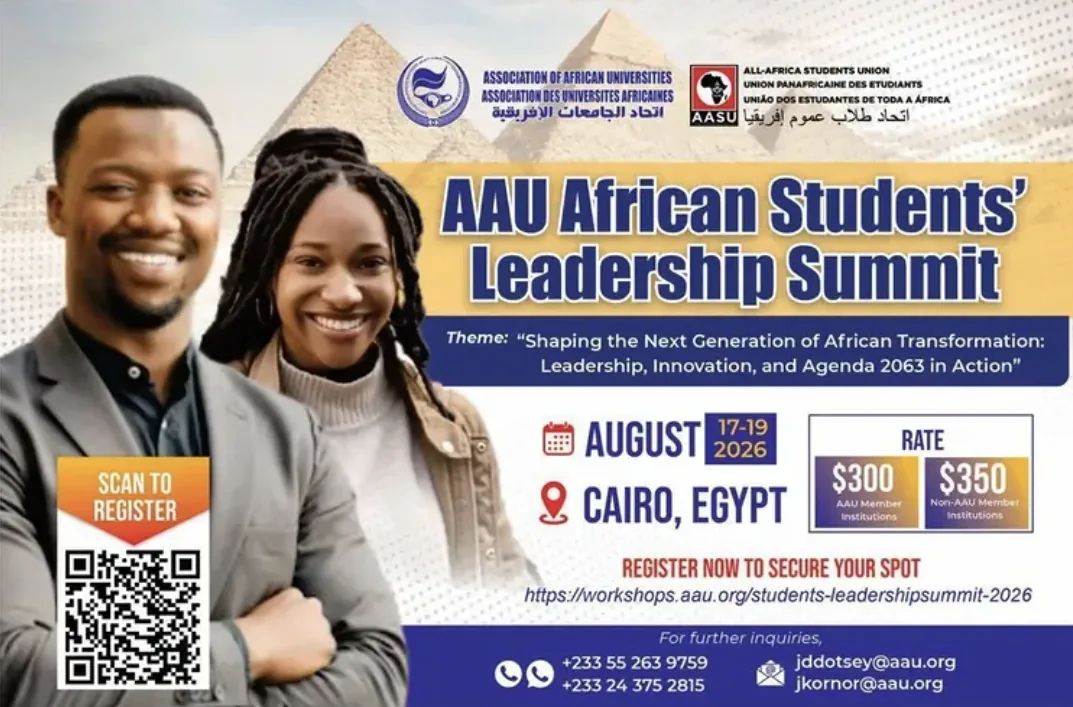 ASSOCIATION OF AFRICAN UNIVERSITIES
ASSOCIATION DES UNIVERSITES AFRICAINES
اتحاد الجامعات الإفريقية
AASU
ALL-AFRICA STUDENTS UNION
UNION PANAFRICAINE DES ETUDIANTS
UNIÃO DOS ESTUDANTES DE TODA A ÁFRICA
اتحاد طلاب عموم إفريقيا
AAU African Students’
Leadership Summit
Theme: “Shaping the Next Generation of African Transformation:
Leadership, Innovation, and Agenda 2063 in Action”
AUGUST 17-19
2026
CAIRO, EGYPT
RATE
$300
AAU Member
Institutions
$350
Non-AAU Member
Institutions
SCAN TO
REGISTER
REGISTER NOW TO SECURE YOUR SPOT
https://workshops.aau.org/students-leadershipsummit-2026
For further inquiries,
+233 55 263 9759
+233 24 375 2815
jddotsey@aau.org
jkornor@aau.org